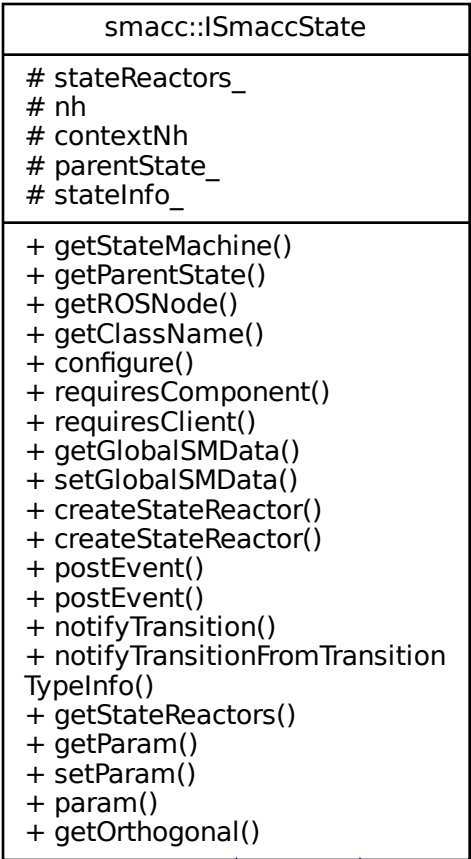 smacc::ISmaccState
# stateReactors_
# nh
# contextNh
# parentState_
# stateInfo_
+ getStateMachine()
+ getParentState()
+ getROSNode()
+ getClassName()
+ configure()
+ requiresComponent()
+ requiresClient()
+ getGlobalSMData()
+ setGlobalSMData()
+ createStateReactor()
+ createStateReactor()
+ postEvent()
+ postEvent()
+ notifyTransition()
+ notifyTransitionFromTransition
TypeInfo()
+ getStateReactors()
+ getParam()
+ setParam()
+ param()
+ getOrthogonal()